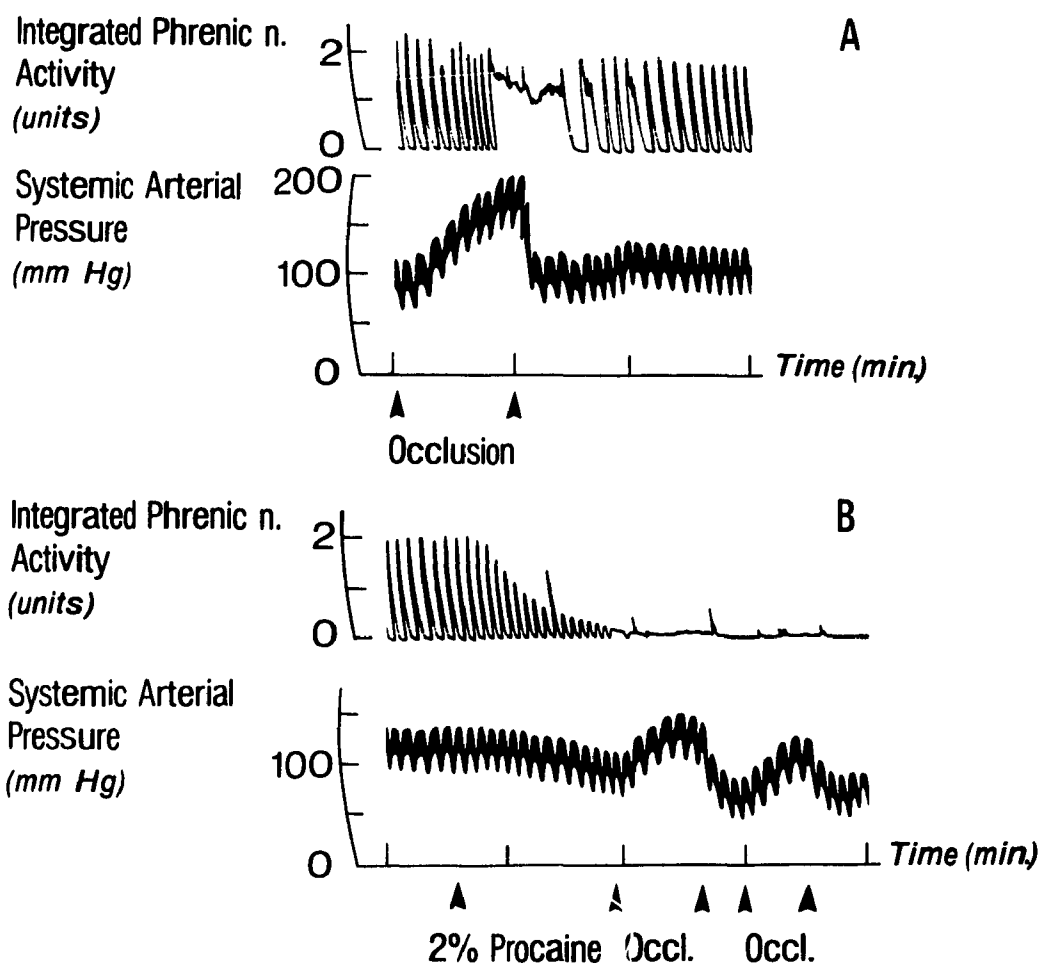 Integrated Phrenic n.
Activity
(units)
2
0
A
Systemic Arterial
Pressure
(mm Hg)
200
100
0
Time (min.)
Occlusion
Integrated Phrenic n.
Activity
(units)
2
0
B
Systemic Arterial
Pressure
(mm Hg)
100
0
Time (min.)
2% Procaine Occl. Occl.